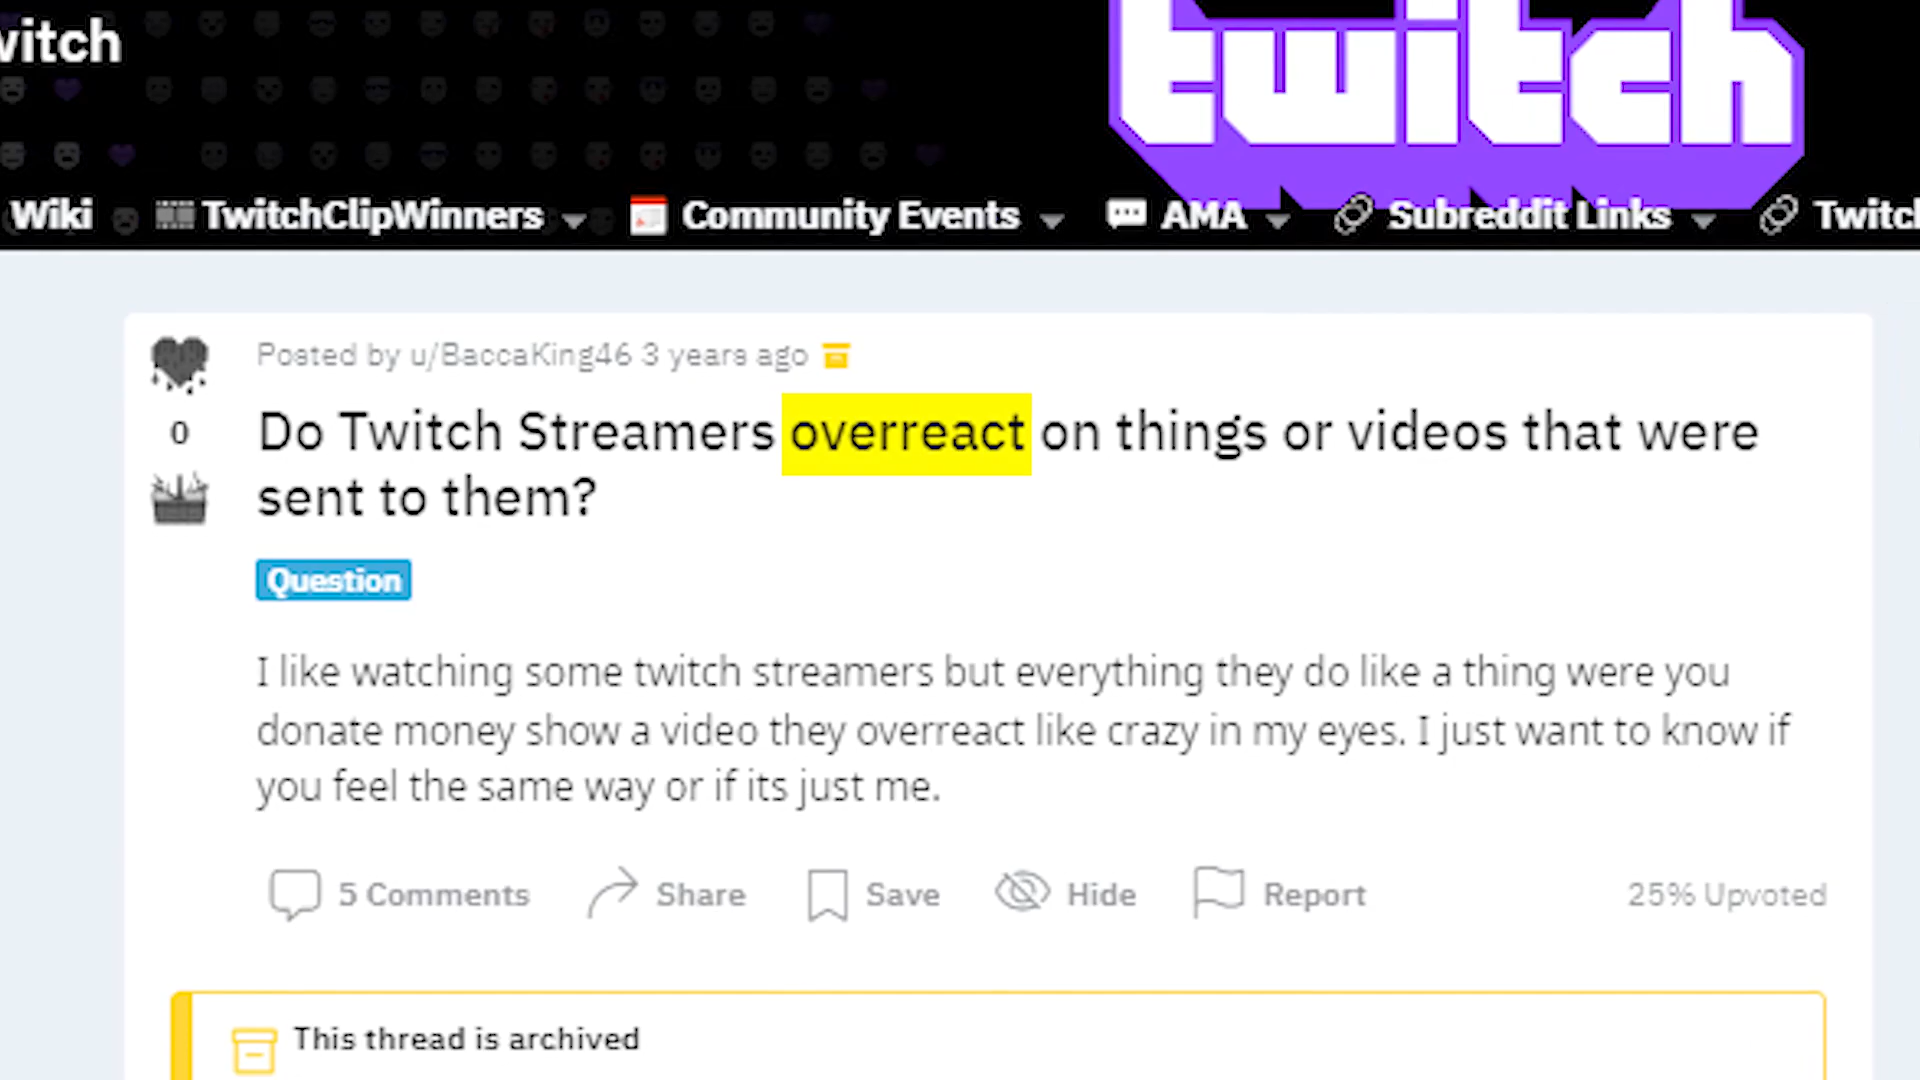 witch
twitch
Wiki TwitchClipWinners Community Events AMA Subreddit Links Twitch
Posted by u/BaccaKing46 3 years ago
0
Do Twitch Streamers overreact on things or videos that were
sent to them?
Question
I like watching some twitch streamers but everything they do like a thing were you
donate money show a video they overreact like crazy in my eyes. I just want to know if
you feel the same way or if its just me.
5 Comments Share Save Hide Report 25% Upvoted
This thread is archived